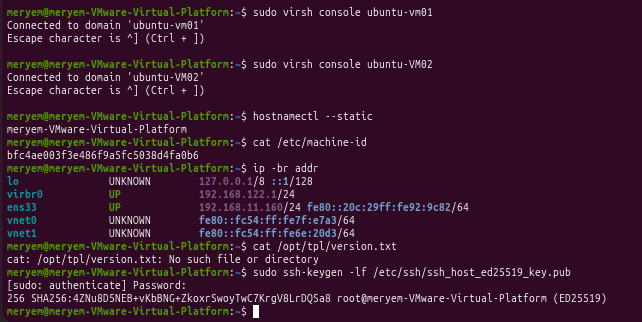 meryem@meryem-VMware-Virtual-Platform:~$ sudo virsh console ubuntu-vm01
Connected to domain 'ubuntu-vm01'
Escape character is ^] (Ctrl + ])

meryem@meryem-VMware-Virtual-Platform:~$ sudo virsh console ubuntu-VM02
Connected to domain 'ubuntu-VM02'
Escape character is ^] (Ctrl + ])

meryem@meryem-VMware-Virtual-Platform:~$ hostnamectl --static
meryem-VMware-Virtual-Platform
meryem@meryem-VMware-Virtual-Platform:~$ cat /etc/machine-id
bfc4ae003f3e486f9a5fc5038d4fa0b6
meryem@meryem-VMware-Virtual-Platform:~$ ip -br addr
lo UNKNOWN 127.0.0.1/8 ::1/128
virbr0 UP 192.168.122.1/24
ens33 UP 192.168.11.160/24 fe80::20c:29ff:fe92:9c82/64
vnet0 UNKNOWN fe80::fc54:ff:fe7f:e7a3/64
vnet1 UNKNOWN fe80::fc54:ff:fe6e:20d3/64
meryem@meryem-VMware-Virtual-Platform:~$ cat /opt/tpl/version.txt
cat: /opt/tpl/version.txt: No such file or directory
meryem@meryem-VMware-Virtual-Platform:~$ sudo ssh-keygen -lf /etc/ssh/ssh_host_ed25519_key.pub
[sudo: authenticate] Password:
256 SHA256:4ZNu8D5NEB+vKbBNG+ZkoxrSwoyTwC7KrgV8LrDQSa8 root@meryem-VMware-Virtual-Platform (ED25519)
meryem@meryem-VMware-Virtual-Platform:~$